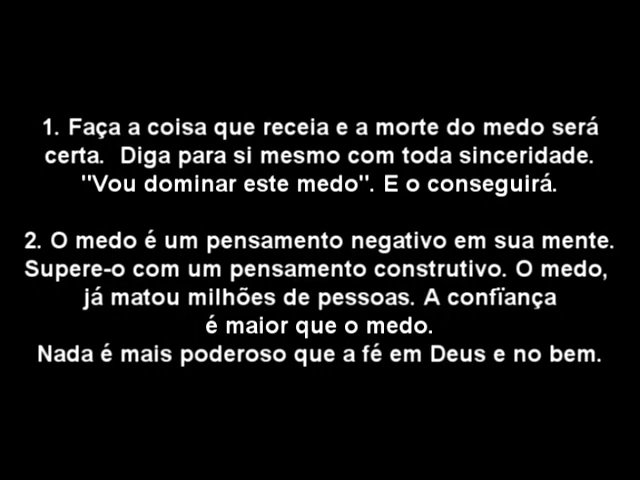 1. Faça a coisa que receia e a morte do medo será
certa.  Diga para si mesmo com toda sinceridade.
"Vou dominar este medo". E o conseguirá.
2. O medo é um pensamento negativo em sua mente.
Supere-o com um pensamento construtivo. O medo,
já matou milhões de pessoas. A confïança
é maior que o medo.
Nada é mais poderoso que a fé em Deus e no bem.